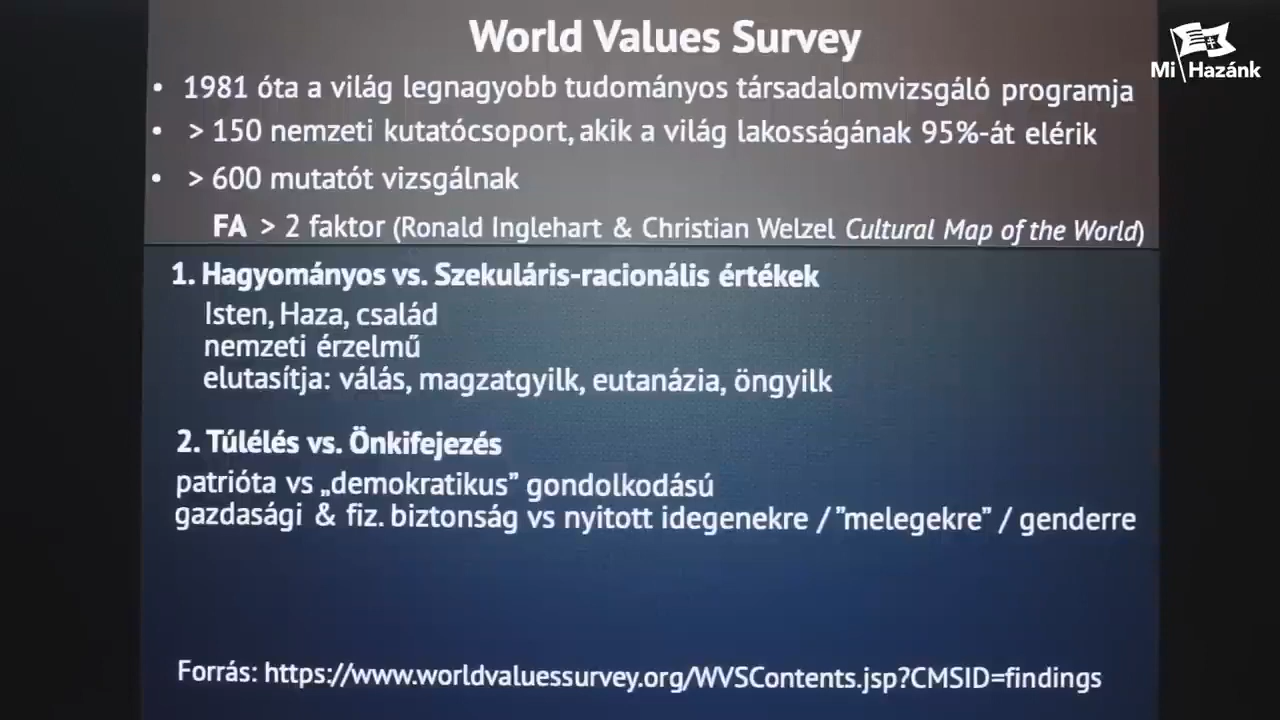 World Values Survey
Mi Hazánk
• 1981 óta a világ legnagyobb tudományos társadalomvizsgáló programja
• > 150 nemzeti kutatócsoport, akik a világ lakosságának 95%-át elérik
• > 600 mutatót vizsgálnak
FA > 2 faktor (Ronald Inglehart & Christian Welzel Cultural Map of the World)
1. Hagyományos vs. Szekuláris-racionális értékek
Isten, Haza, család
nemzeti érzelmű
elutasítja: válás, magzatgyilk, eutanázia, öngyilk
2. Túlélés vs. Önkifejezés
patrióta vs „demokratikus” gondolkodású
gazdasági & fiz. biztonság vs nyitott idegenekre / ”melegekre” / genderre
Forrás: https://www.worldvaluessurvey.org/WVSContents.jsp?CMSID=findings